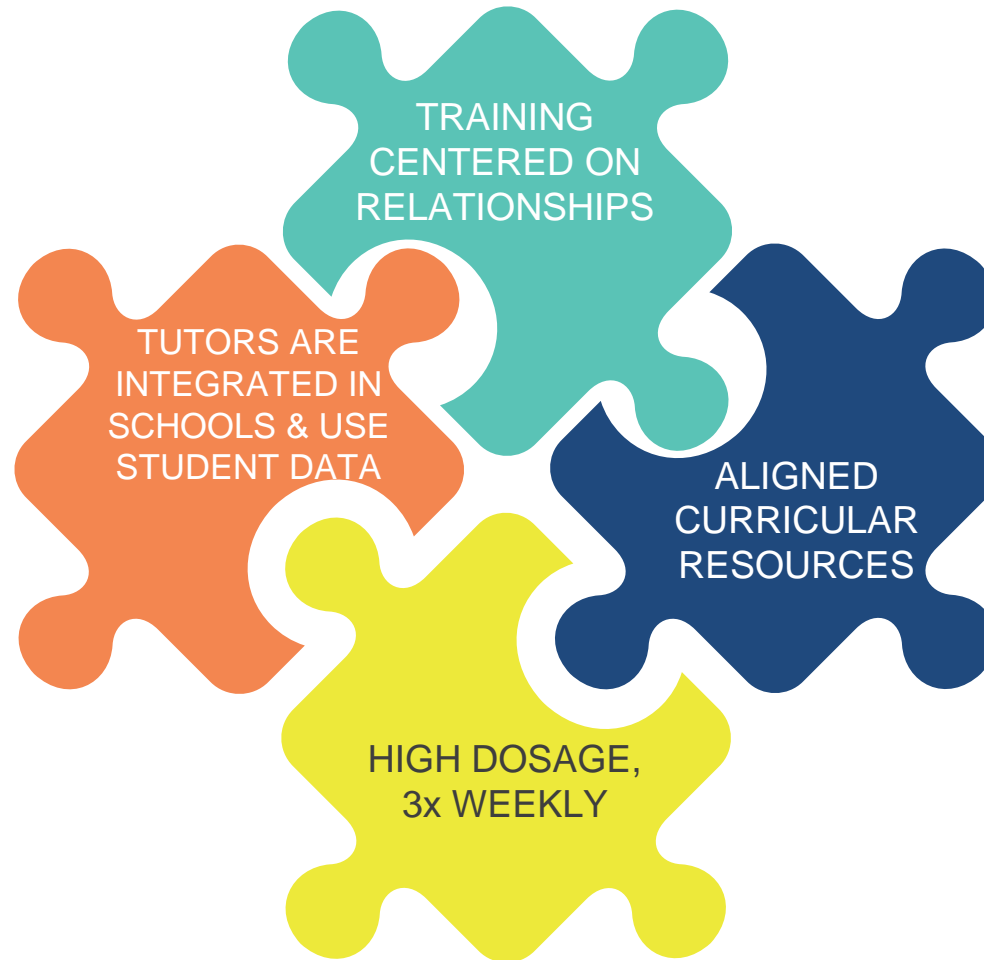 TRAINING
CENTERED ON
RELATIONSHIPS
TUTORS ARE
INTEGRATED IN
SCHOOLS & USE
STUDENT DATA
ALIGNED
CURRICULAR
RESOURCES
HIGH DOSAGE,
3x WEEKLY